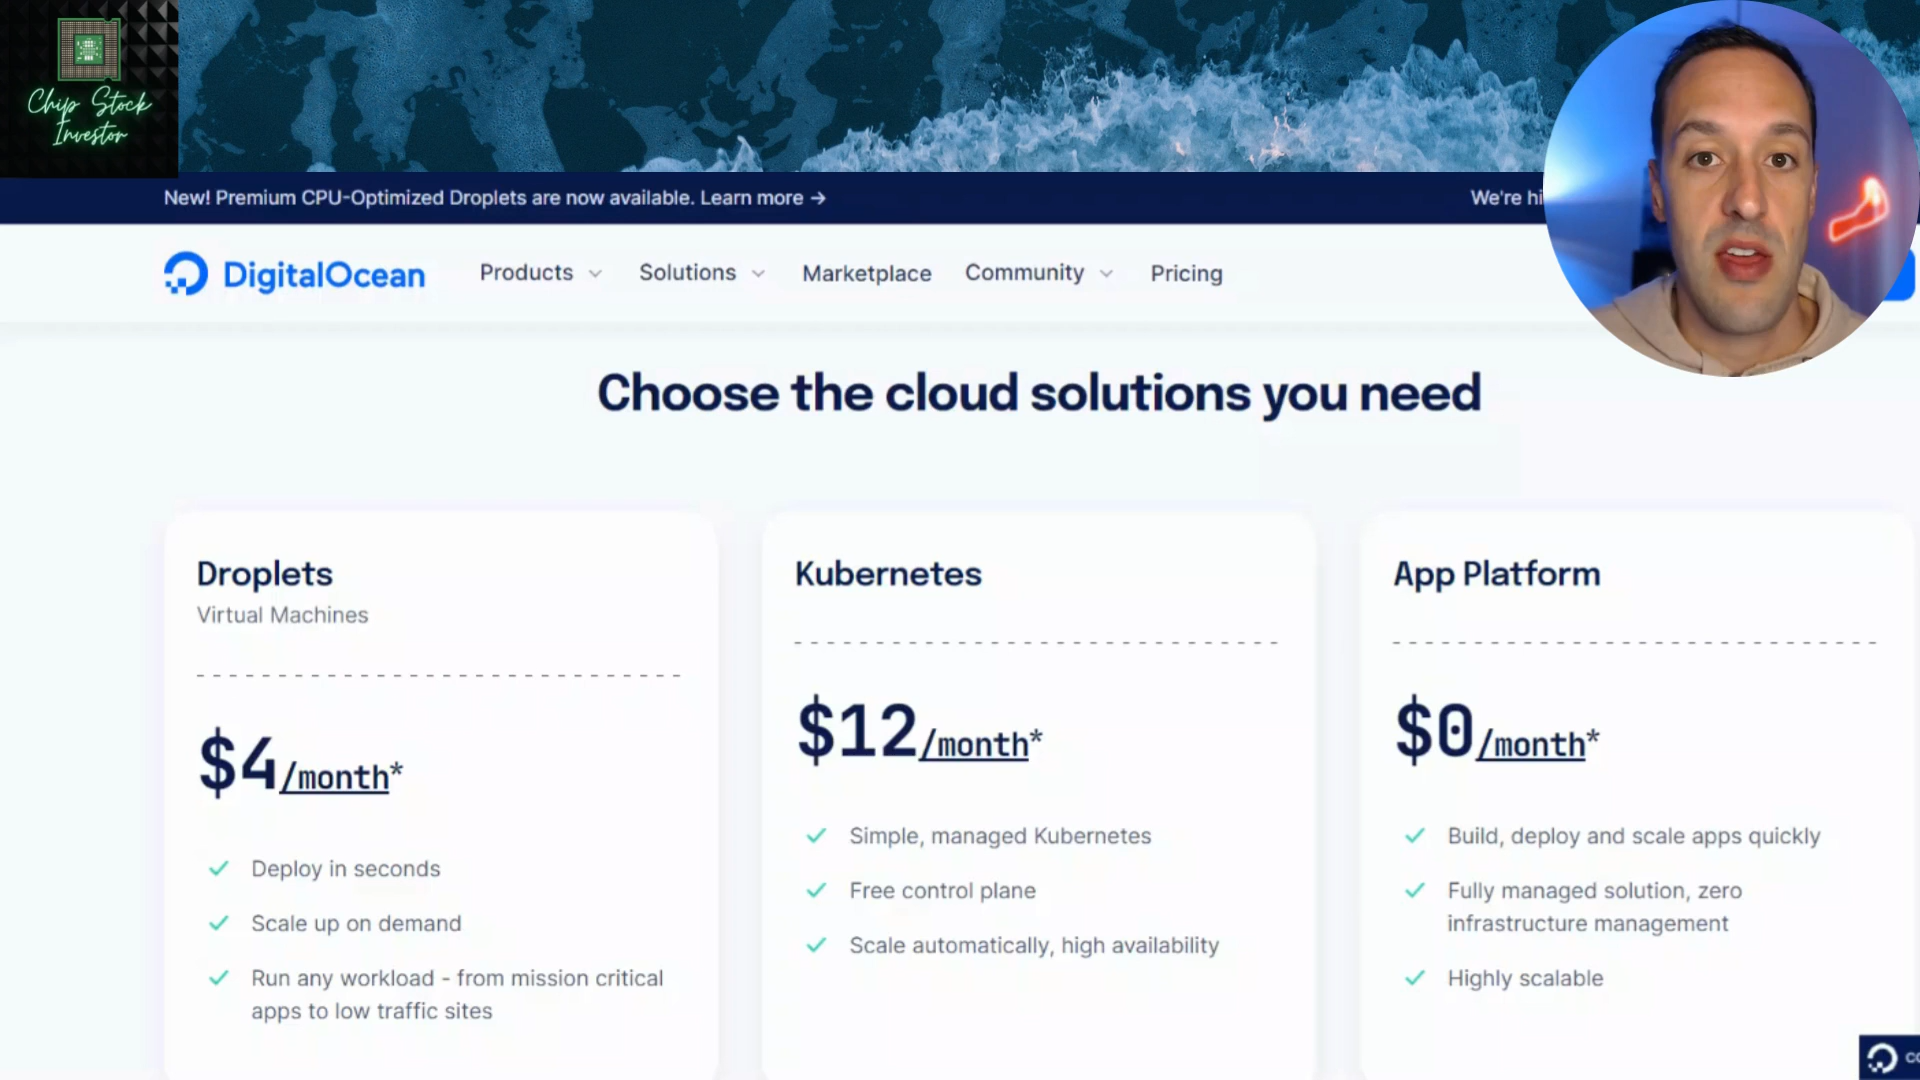 Chip Stock
Investor
New! Premium CPU-Optimized Droplets are now available. Learn more →
We're
DigitalOcean
Products
Solutions
Marketplace
Community
Pricing
Choose the cloud solutions you need
Droplets
Virtual Machines
$4/month*
Deploy in seconds
Scale up on demand
Run any workload - from mission critical
apps to low traffic sites
Kubernetes
$12/month*
Simple, managed Kubernetes
Free control plane
Scale automatically, high availability
App Platform
$0/month*
Build, deploy and scale apps quickly
Fully managed solution, zero
infrastructure management
Highly scalable